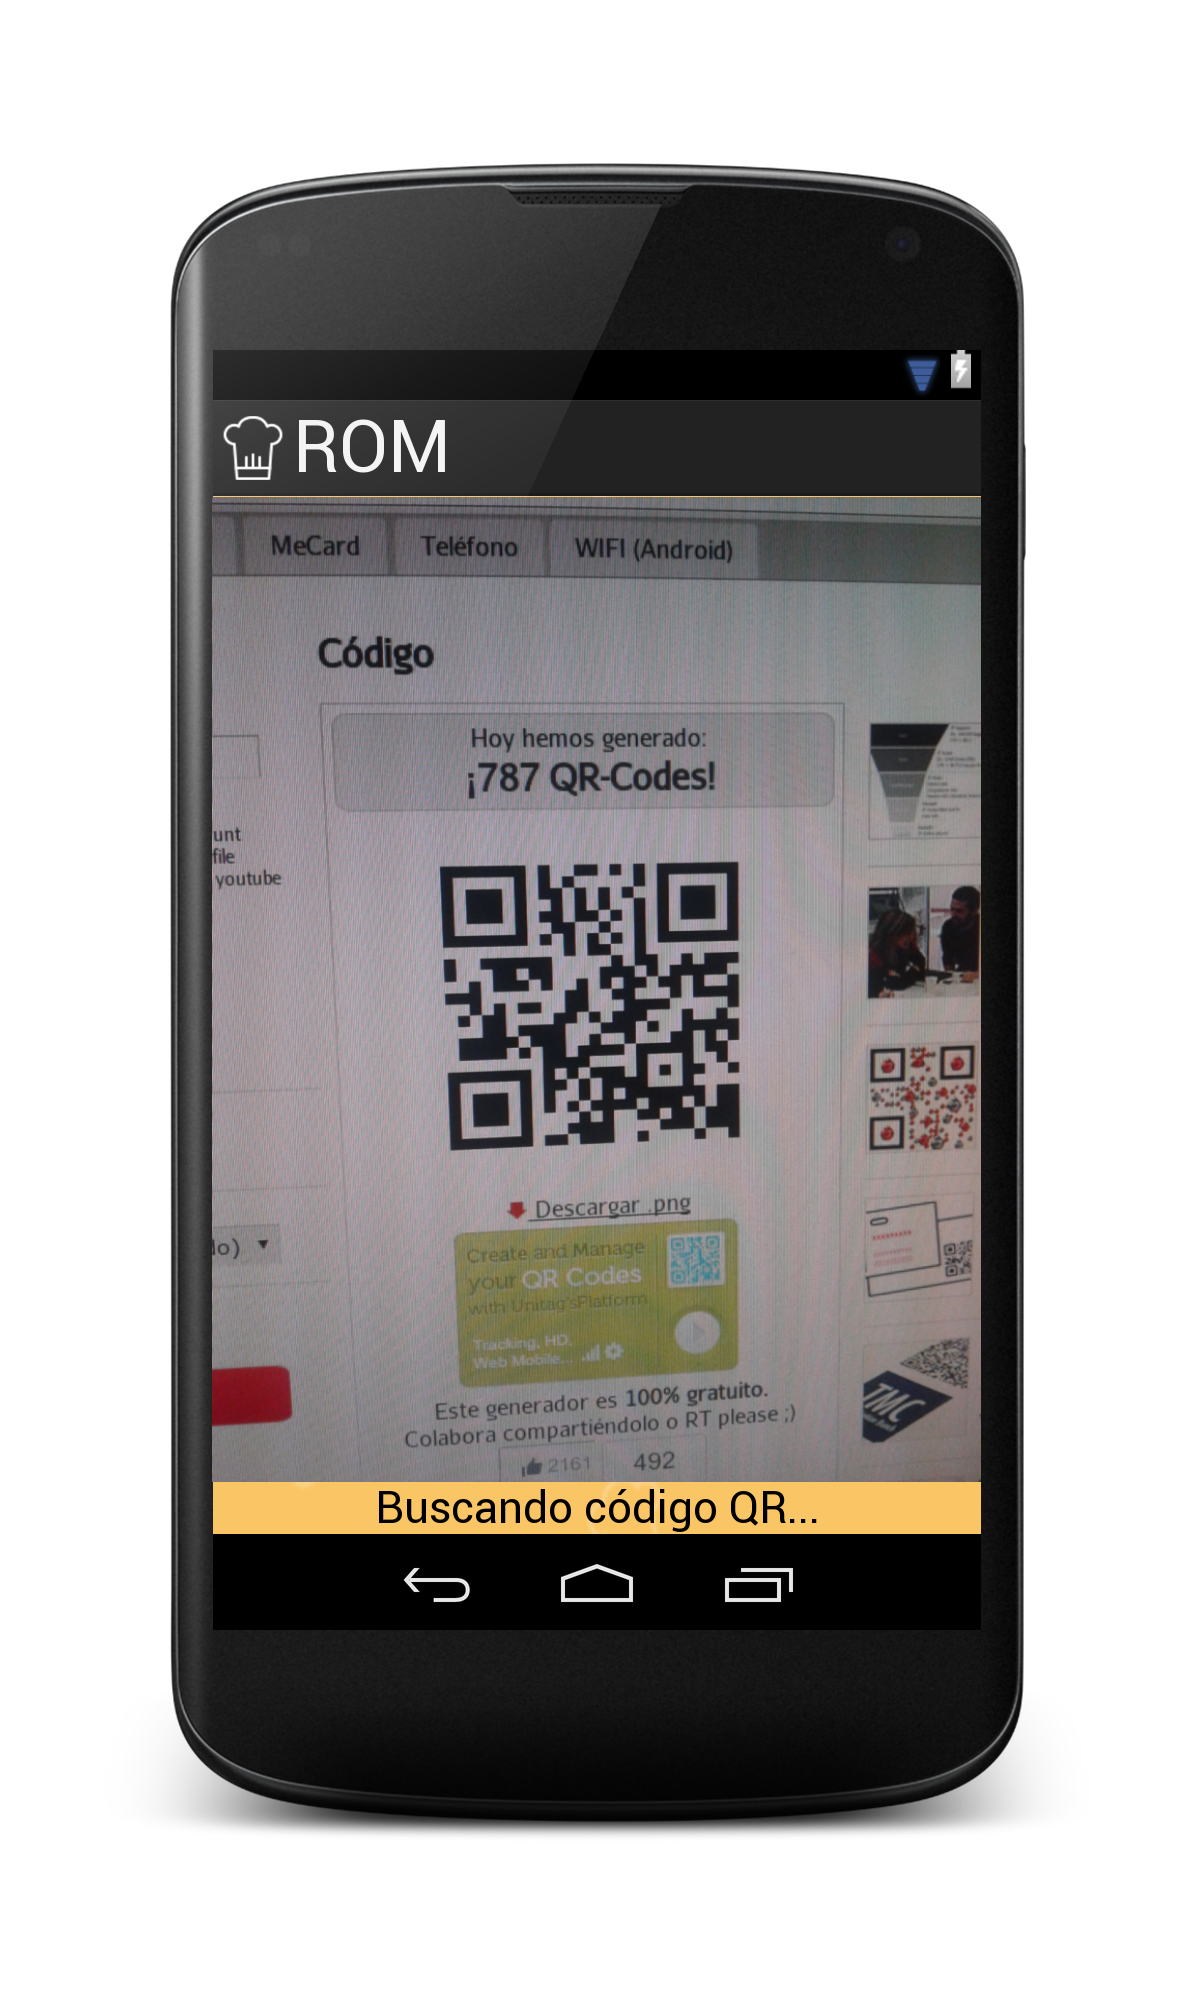 ROM
MeCard
Teléfono
WIFI (Android)
Código
Hoy hemos generado:
¡787 QR-Codes!
unt
file
youtube
Descargar .png
do) ▼
Create and Manage
your QR Codes
with Unitag'sPlatform
Tracking, HD,
Web Mobile...
TMC
Este generador es 100% gratuito.
Colabora compartiéndolo o RT please ;)
2161
492
Buscando código QR...